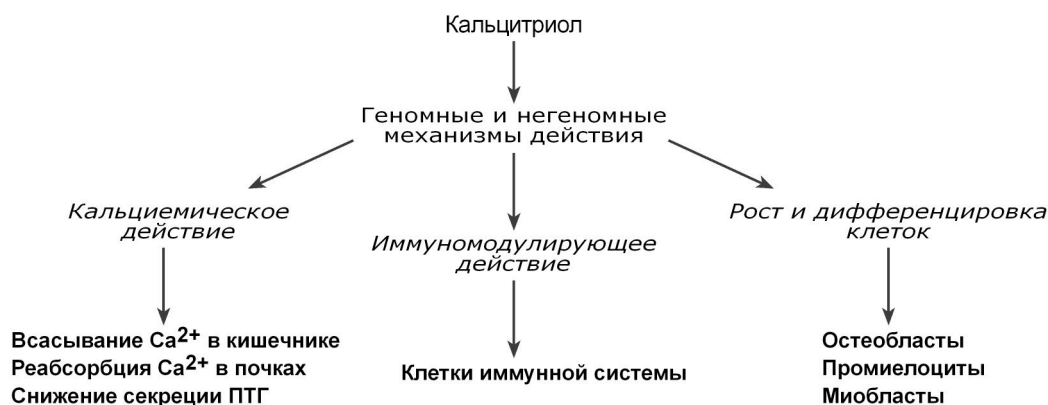 Кальцитриол
Геномные и негеномные
механизмы действия
Кальциемическое
действие
Иммуномодулирующее
действие
Рост и дифференцировка
клеток
Всасывание Ca2+ в кишечнике
Реабсорбция Ca2+ в почках
Снижение секреции ПТГ
Клетки иммунной системы
Остеобласты
Промиелоциты
Миобласты